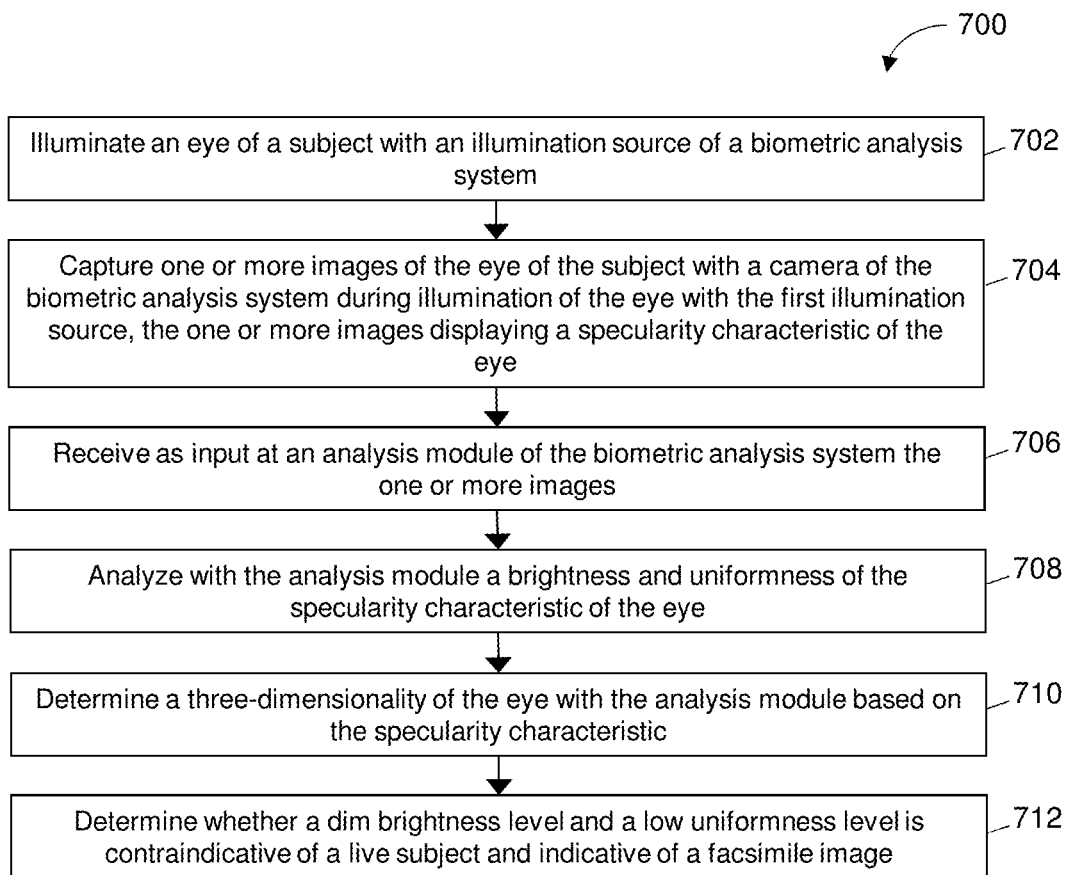 700
Illuminate an eye of a subject with an illumination source of a biometric analysis
system
702
Capture one or more images of the eye of the subject with a camera of the
biometric analysis system during illumination of the eye with the first illumination
source, the one or more images displaying a specularity characteristic of the
eye
704
Receive as input at an analysis module of the biometric analysis system the
one or more images
706
Analyze with the analysis module a brightness and uniformness of the
specularity characteristic of the eye
708
Determine a three-dimensionality of the eye with the analysis module based on
the specularity characteristic
710
Determine whether a dim brightness level and a low uniformness level is
contraindicative of a live subject and indicative of a facsimile image
712